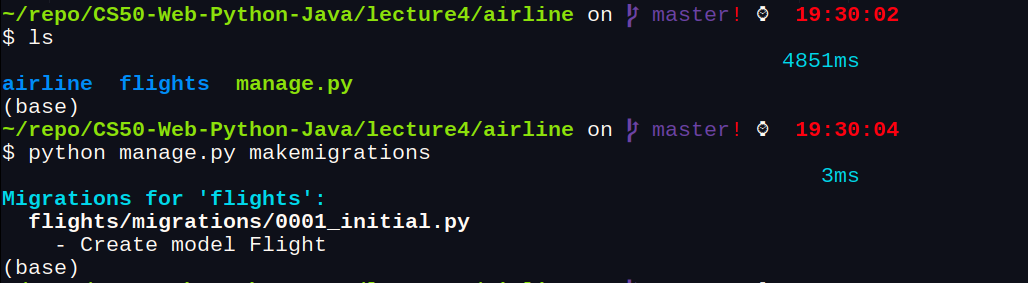 ~/repo/CS50-Web-Python-Java/lecture4/airline on master! 19:30:02
$ ls
4851ms
airline flights manage.py
(base)
~/repo/CS50-Web-Python-Java/lecture4/airline on master! 19:30:04
$ python manage.py makemigrations
3ms
Migrations for 'flights':
flights/migrations/0001_initial.py
- Create model Flight
(base)